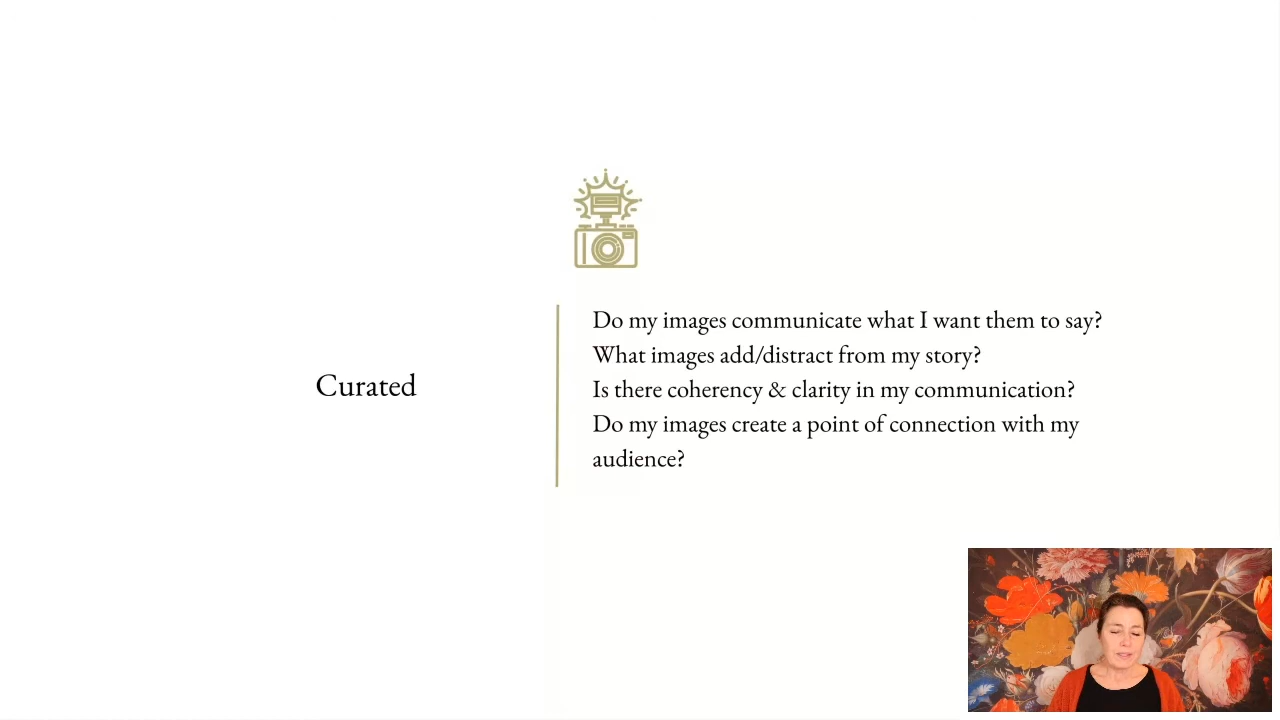 Curated
Do my images communicate what I want them to say?
What images add/distract from my story?
Is there coherency & clarity in my communication?
Do my images create a point of connection with my
audience?